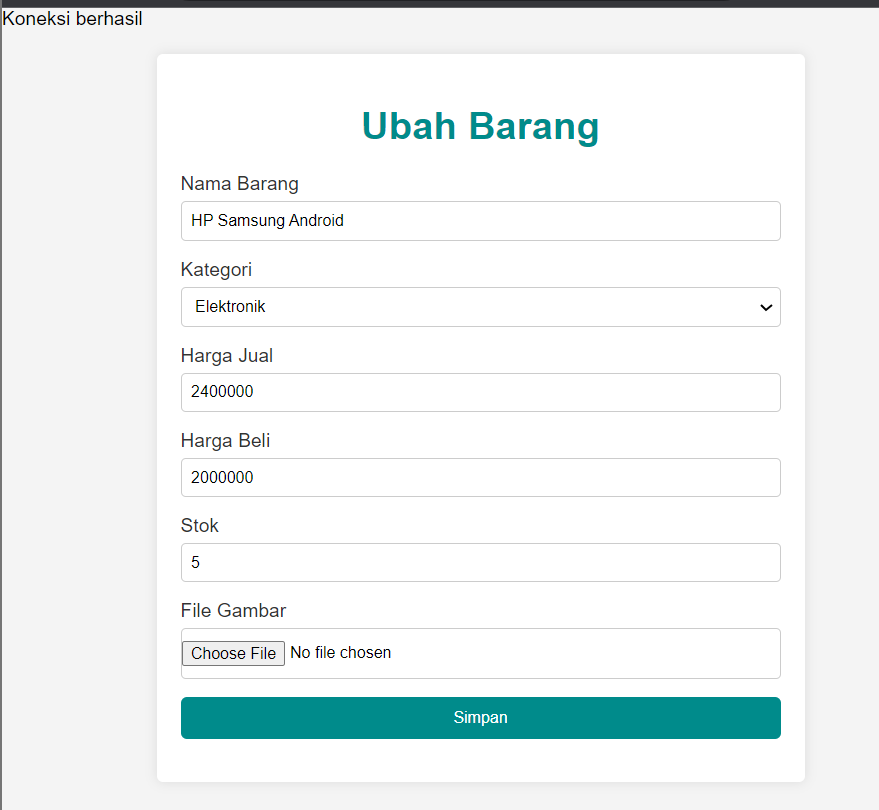 Koneksi berhasil
Ubah Barang
Nama Barang
HP Samsung Android
Kategori
Elektronik
Harga Jual
2400000
Harga Beli
2000000
Stok
5
File Gambar
Choose File No file chosen
Simpan